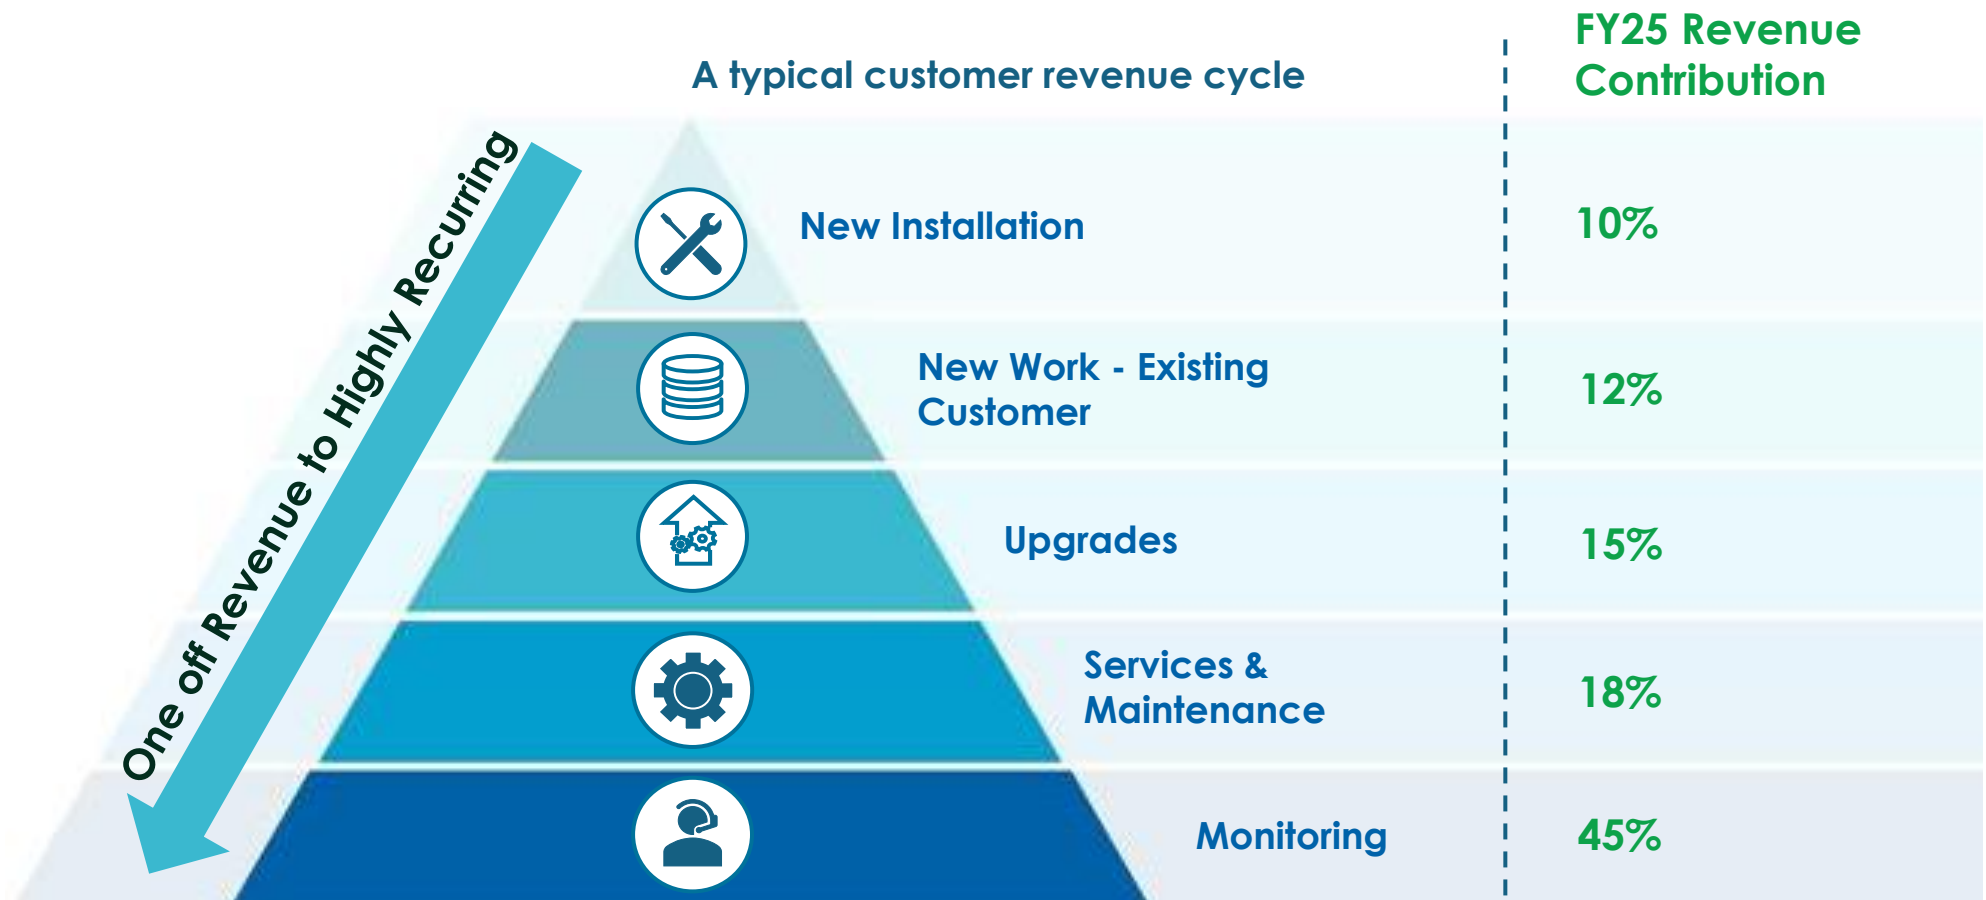 A typical customer revenue cycle
FY25 Revenue
Contribution
One off Revenue to Highly Recurring
New Installation
10%
New Work - Existing
Customer
12%
Upgrades
15%
Services &
Maintenance
18%
Monitoring
45%